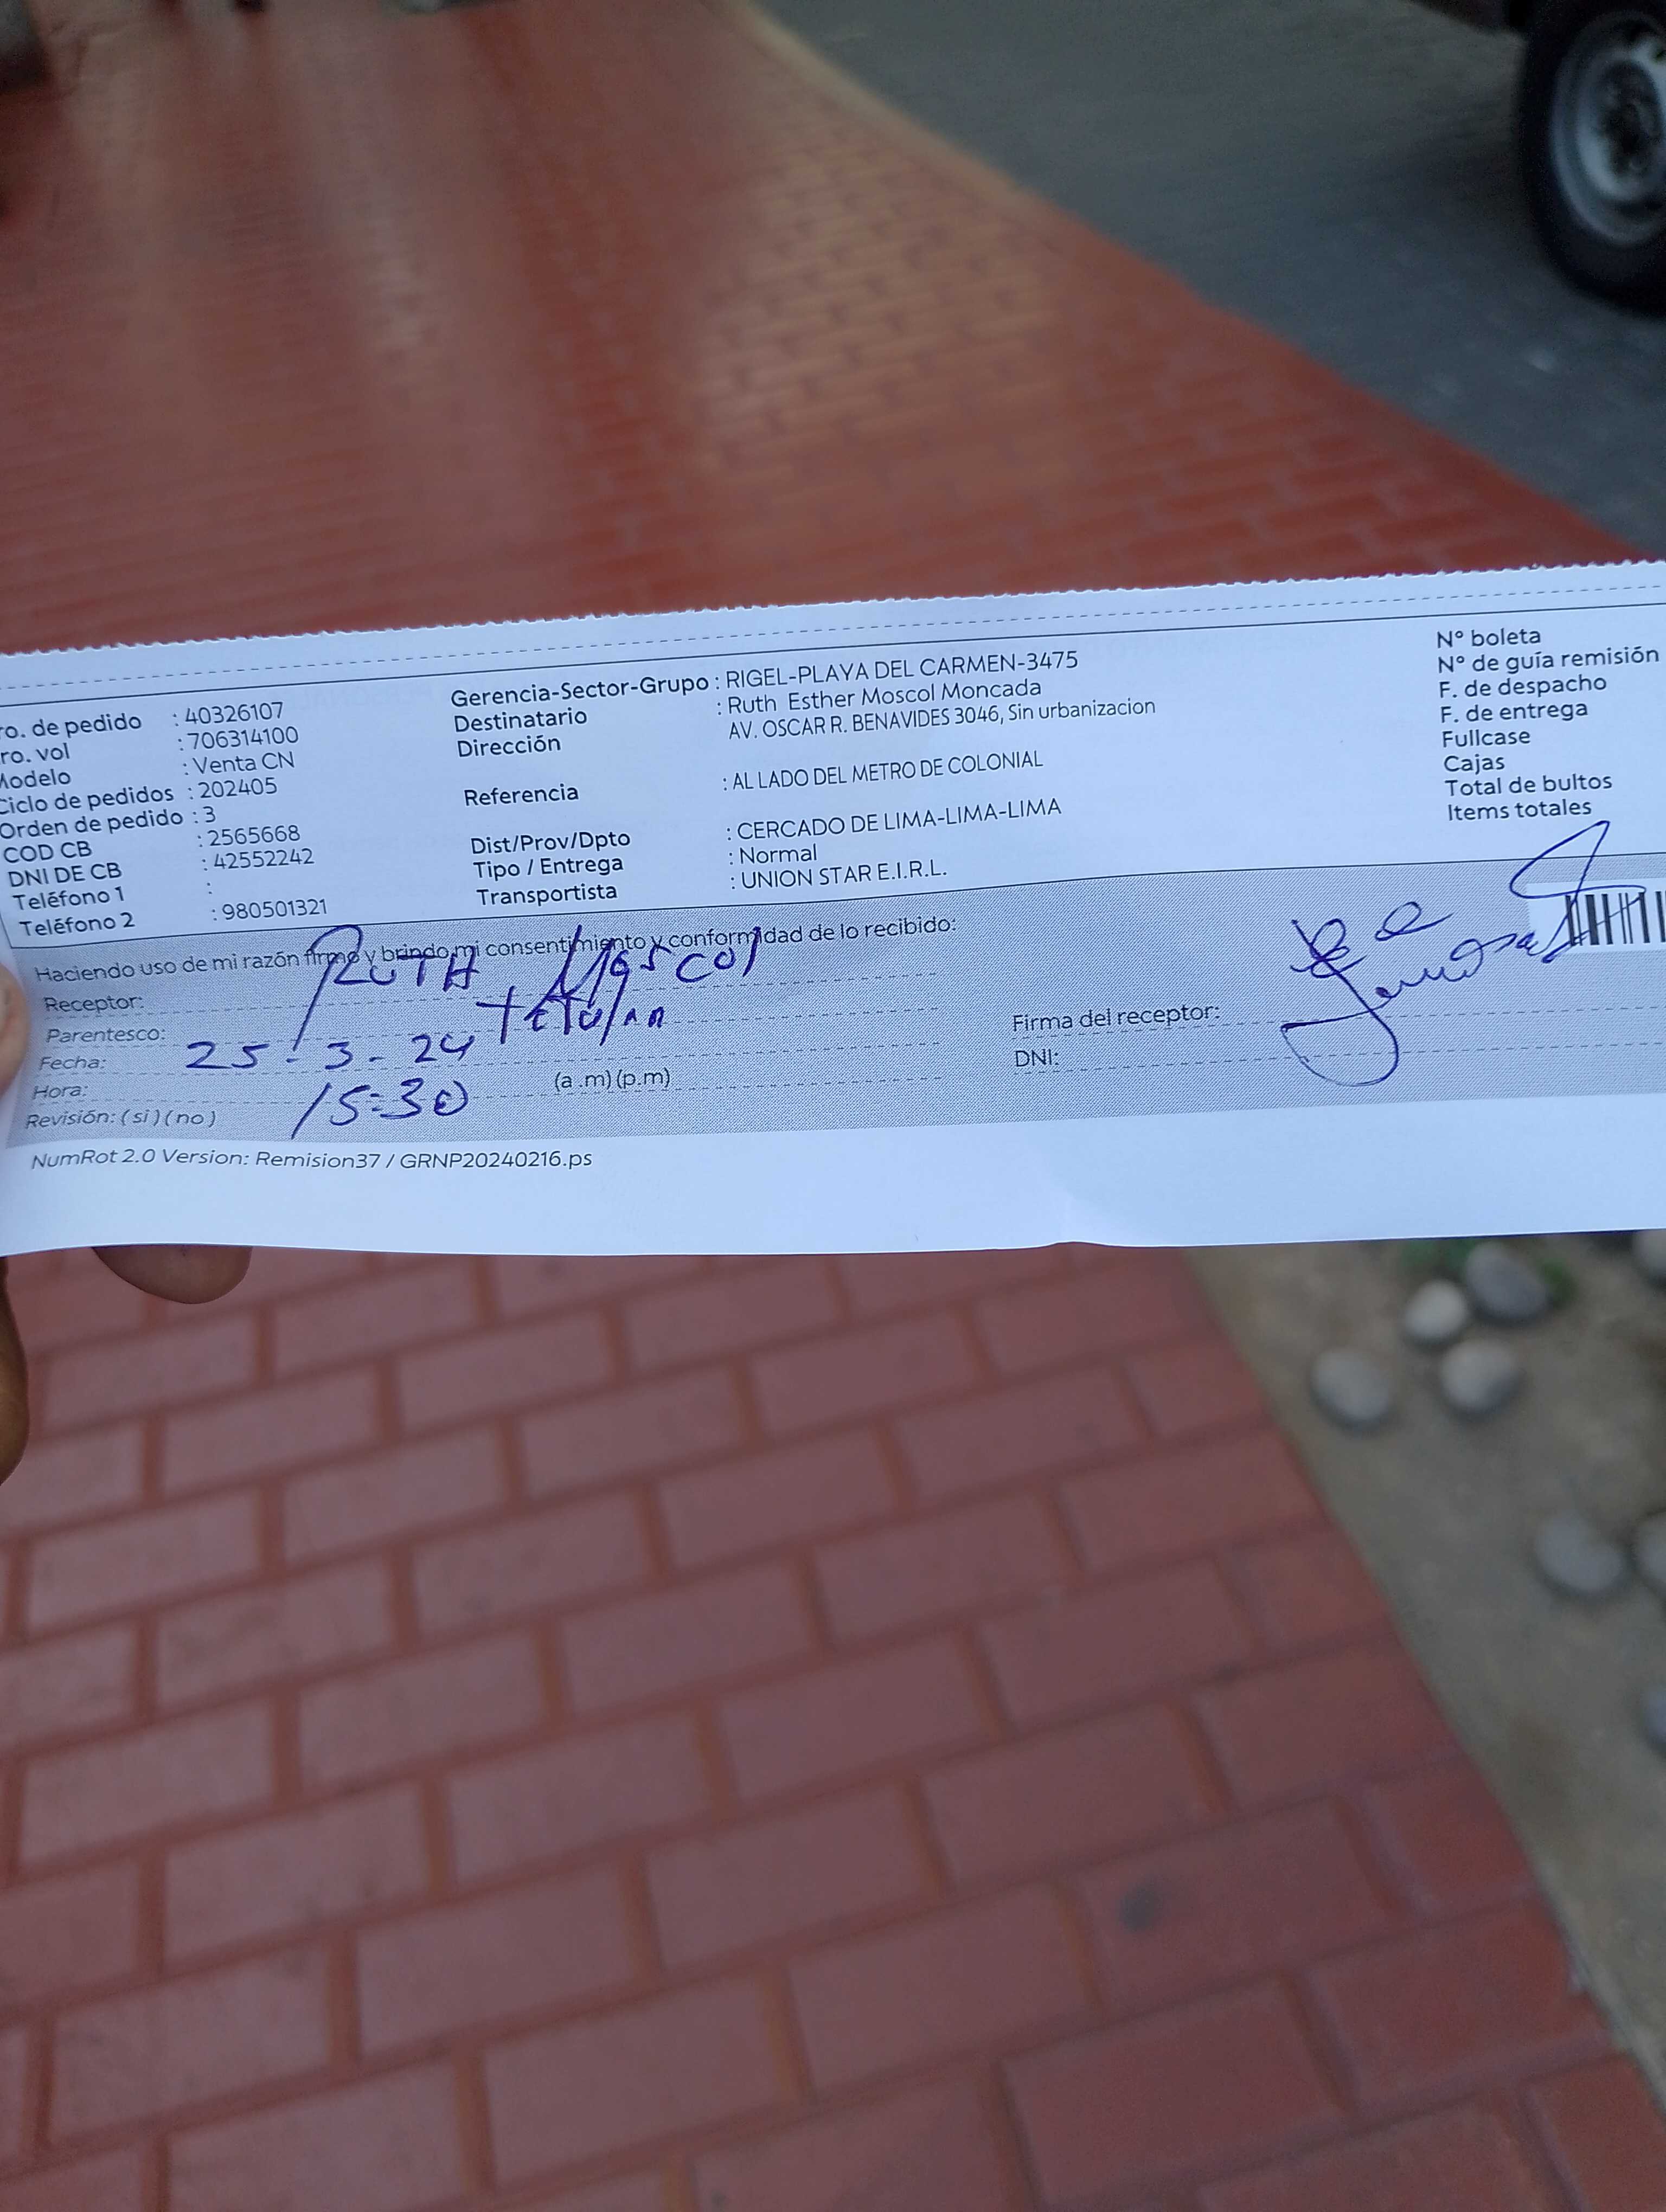 ro. de pedido : 40326107
ro. vol : 706314100
Modelo : Venta CN
Ciclo de pedidos : 202405
Orden de pedido : 3
COD CB : 2565668
DNI DE CB : 42552242
Teléfono 1 :
Teléfono 2 : 980501321
Gerencia-Sector-Grupo : RIGEL-PLAYA DEL CARMEN-3475
Destinatario : Ruth Esther Moscol Moncada
Dirección AV. OSCAR R. BENAVIDES 3046, Sin urbanizacion
Referencia : AL LADO DEL METRO DE COLONIAL
Dist/Prov/Dpto : CERCADO DE LIMA-LIMA-LIMA
Tipo / Entrega : Normal
Transportista : UNION STAR E.I.R.L.
N° boleta
N° de guía remisión
F. de despacho
F. de entrega
Fullcase
Cajas
Total de bultos
Items totales
Haciendo uso de mi razón firmo y brindo mi consentimiento y conformidad de lo recibido:
Receptor: RUTH Moscol
Parentesco: titular
Fecha: 25-3-24
Hora: 15:30 (a.m)(p.m)
Revisión: (si)(no)
Firma del receptor:
DNI:
NumRot 2.0 Version: Remision37 / GRNP20240216.ps